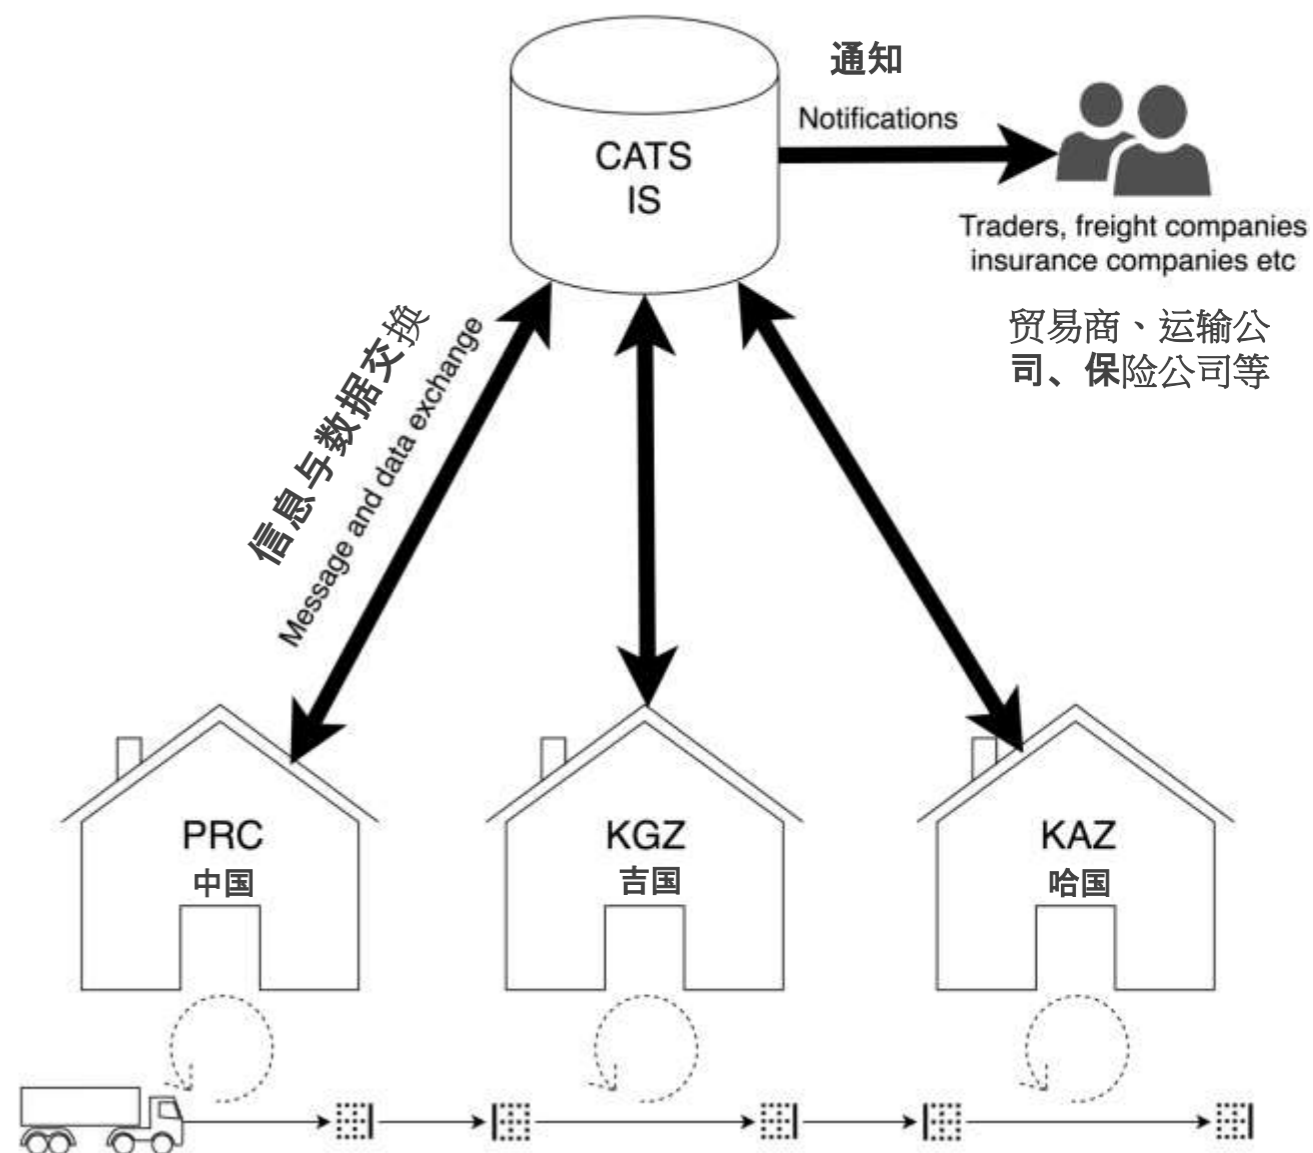 通知
Notifications
CATS
IS
Traders, freight companies
insurance companies etc
贸易商、运输公
司、保险公司等
信息与数据交换
Message and data exchange
PRC
中国
KGZ
吉国
KAZ
哈国